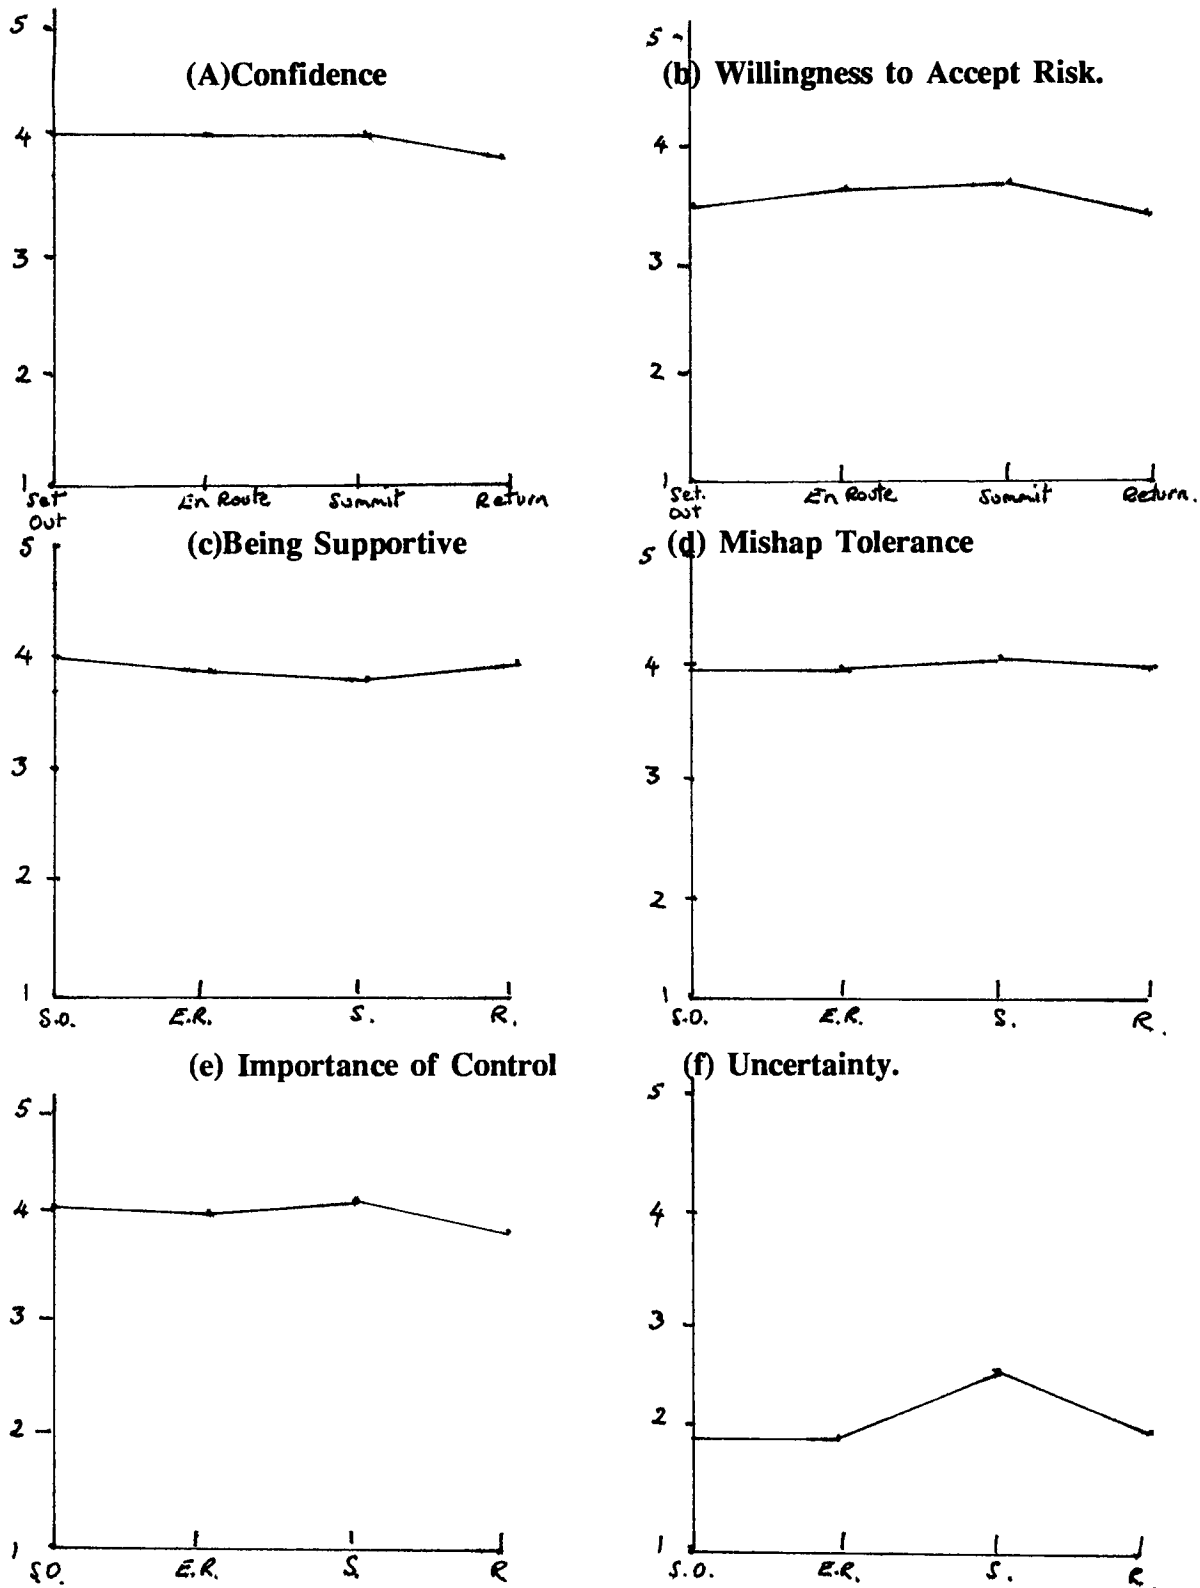 (A)Confidence
5
4
3
2
1
Set Out
En Route
Summit
Return
(b) Willingness to Accept Risk.
5
4
3
2
1
Set. Out
En Route
Summit
Return.
(c)Being Supportive
5
4
3
2
1
S.O.
E.R.
S.
R.
(d) Mishap Tolerance
5
4
3
2
1
S.O.
E.R.
S.
R.
(e) Importance of Control
5
4
3
2
1
S.O.
E.R.
S.
R.
(f) Uncertainty.
5
4
3
2
1
S.O.
E.R.
S.
R.